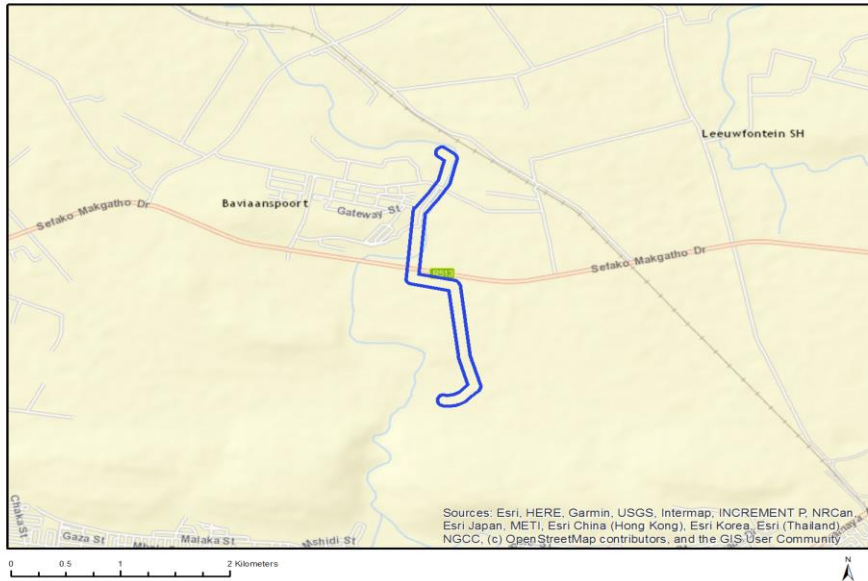 Leeuwfontein SH
Baviaanspoort
Gateway St
Sefako Makgatho Dr
Sefako Makgatho Dr
Chaka St
Gaza St
Malaka St
Mshidi St
Sources: Esri, HERE, Garmin, USGS, Intermap, INCREMENT P, NRCan,
Esri Japan, METI, Esri China (Hong Kong), Esri Korea, Esri (Thailand),
NGCC, (c) OpenStreetMap contributors, and the GIS User Community
0 0.5 1 2 Kilometers
N